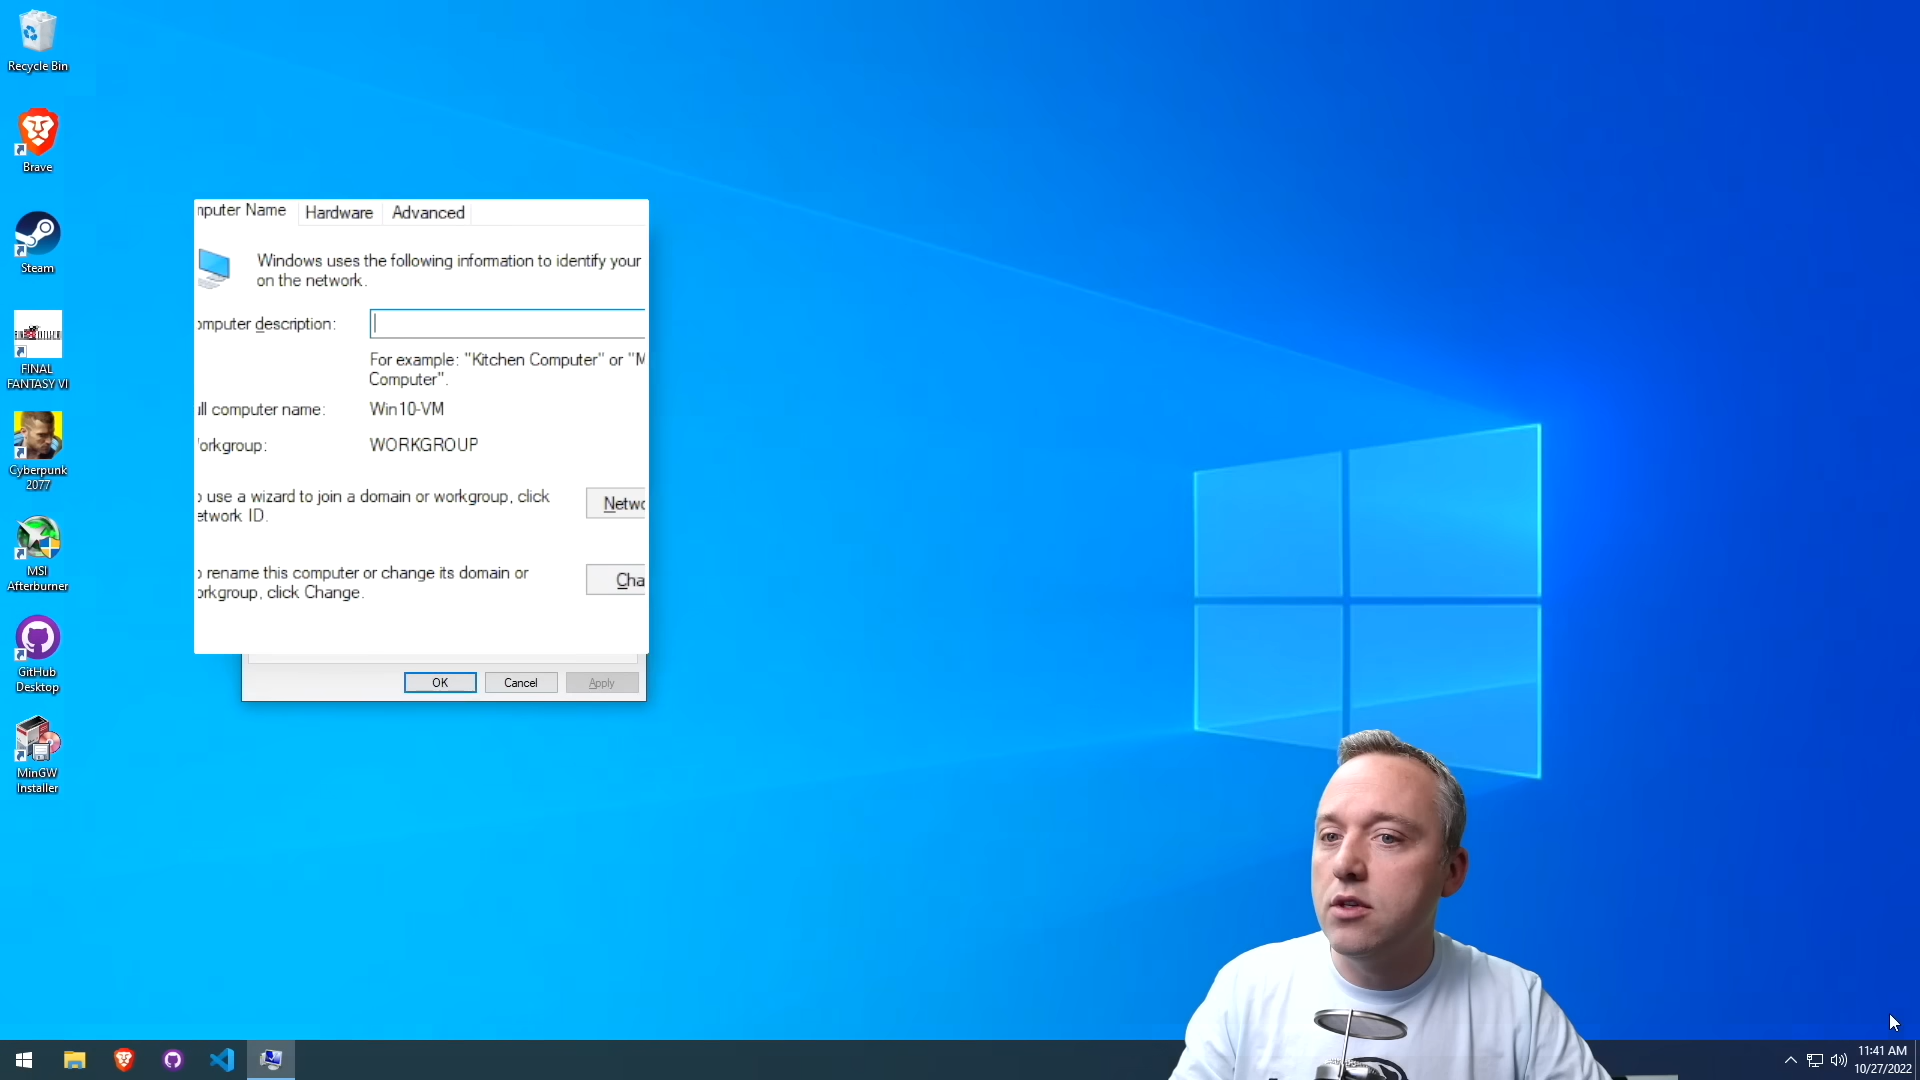 Recycle Bin
Brave
Steam
FINAL
FANTASY VI
Cyberpunk
2077
MSI
Afterburner
GitHub
Desktop
MinGW
Installer
mputer Name Hardware Advanced
Windows uses the following information to identify your
on the network.
omputer description:
For example: "Kitchen Computer" or "M
Computer".
ull computer name: Win10-VM
orkgroup: WORKGROUP
o use a wizard to join a domain or workgroup, click
etwork ID.
Netwo
o rename this computer or change its domain or
orkgroup, click Change.
Cha
OK Cancel Apply
11:41 AM
10/27/2022